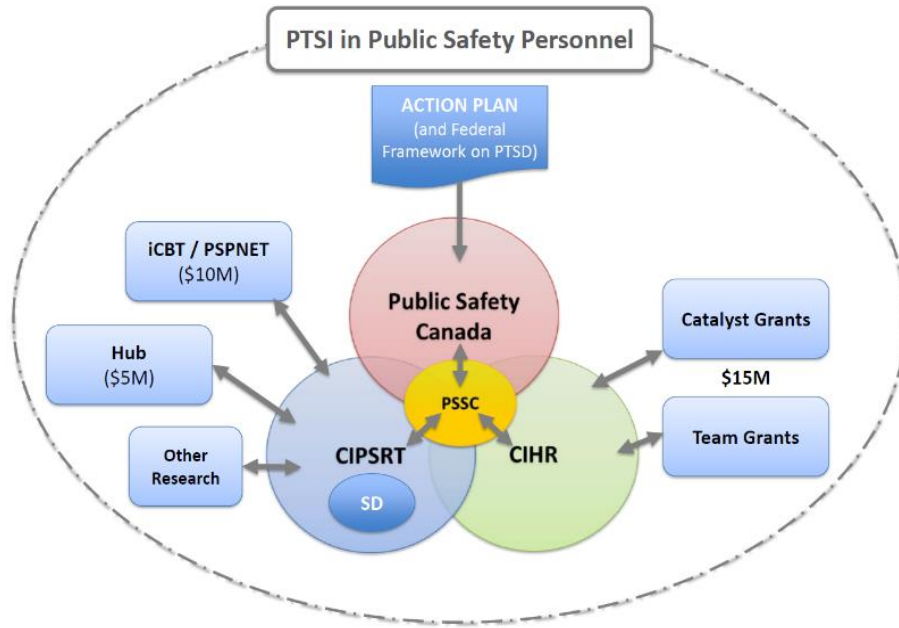 PTSI in Public Safety Personnel
ACTION PLAN
(and Federal
Framework on PTSD)
iCBT / PSPNET
($10M)
Hub
($5M)
Other
Research
Public Safety
Canada
PSSC
CIPSRT
SD
CIHR
Catalyst Grants
$15M
Team Grants